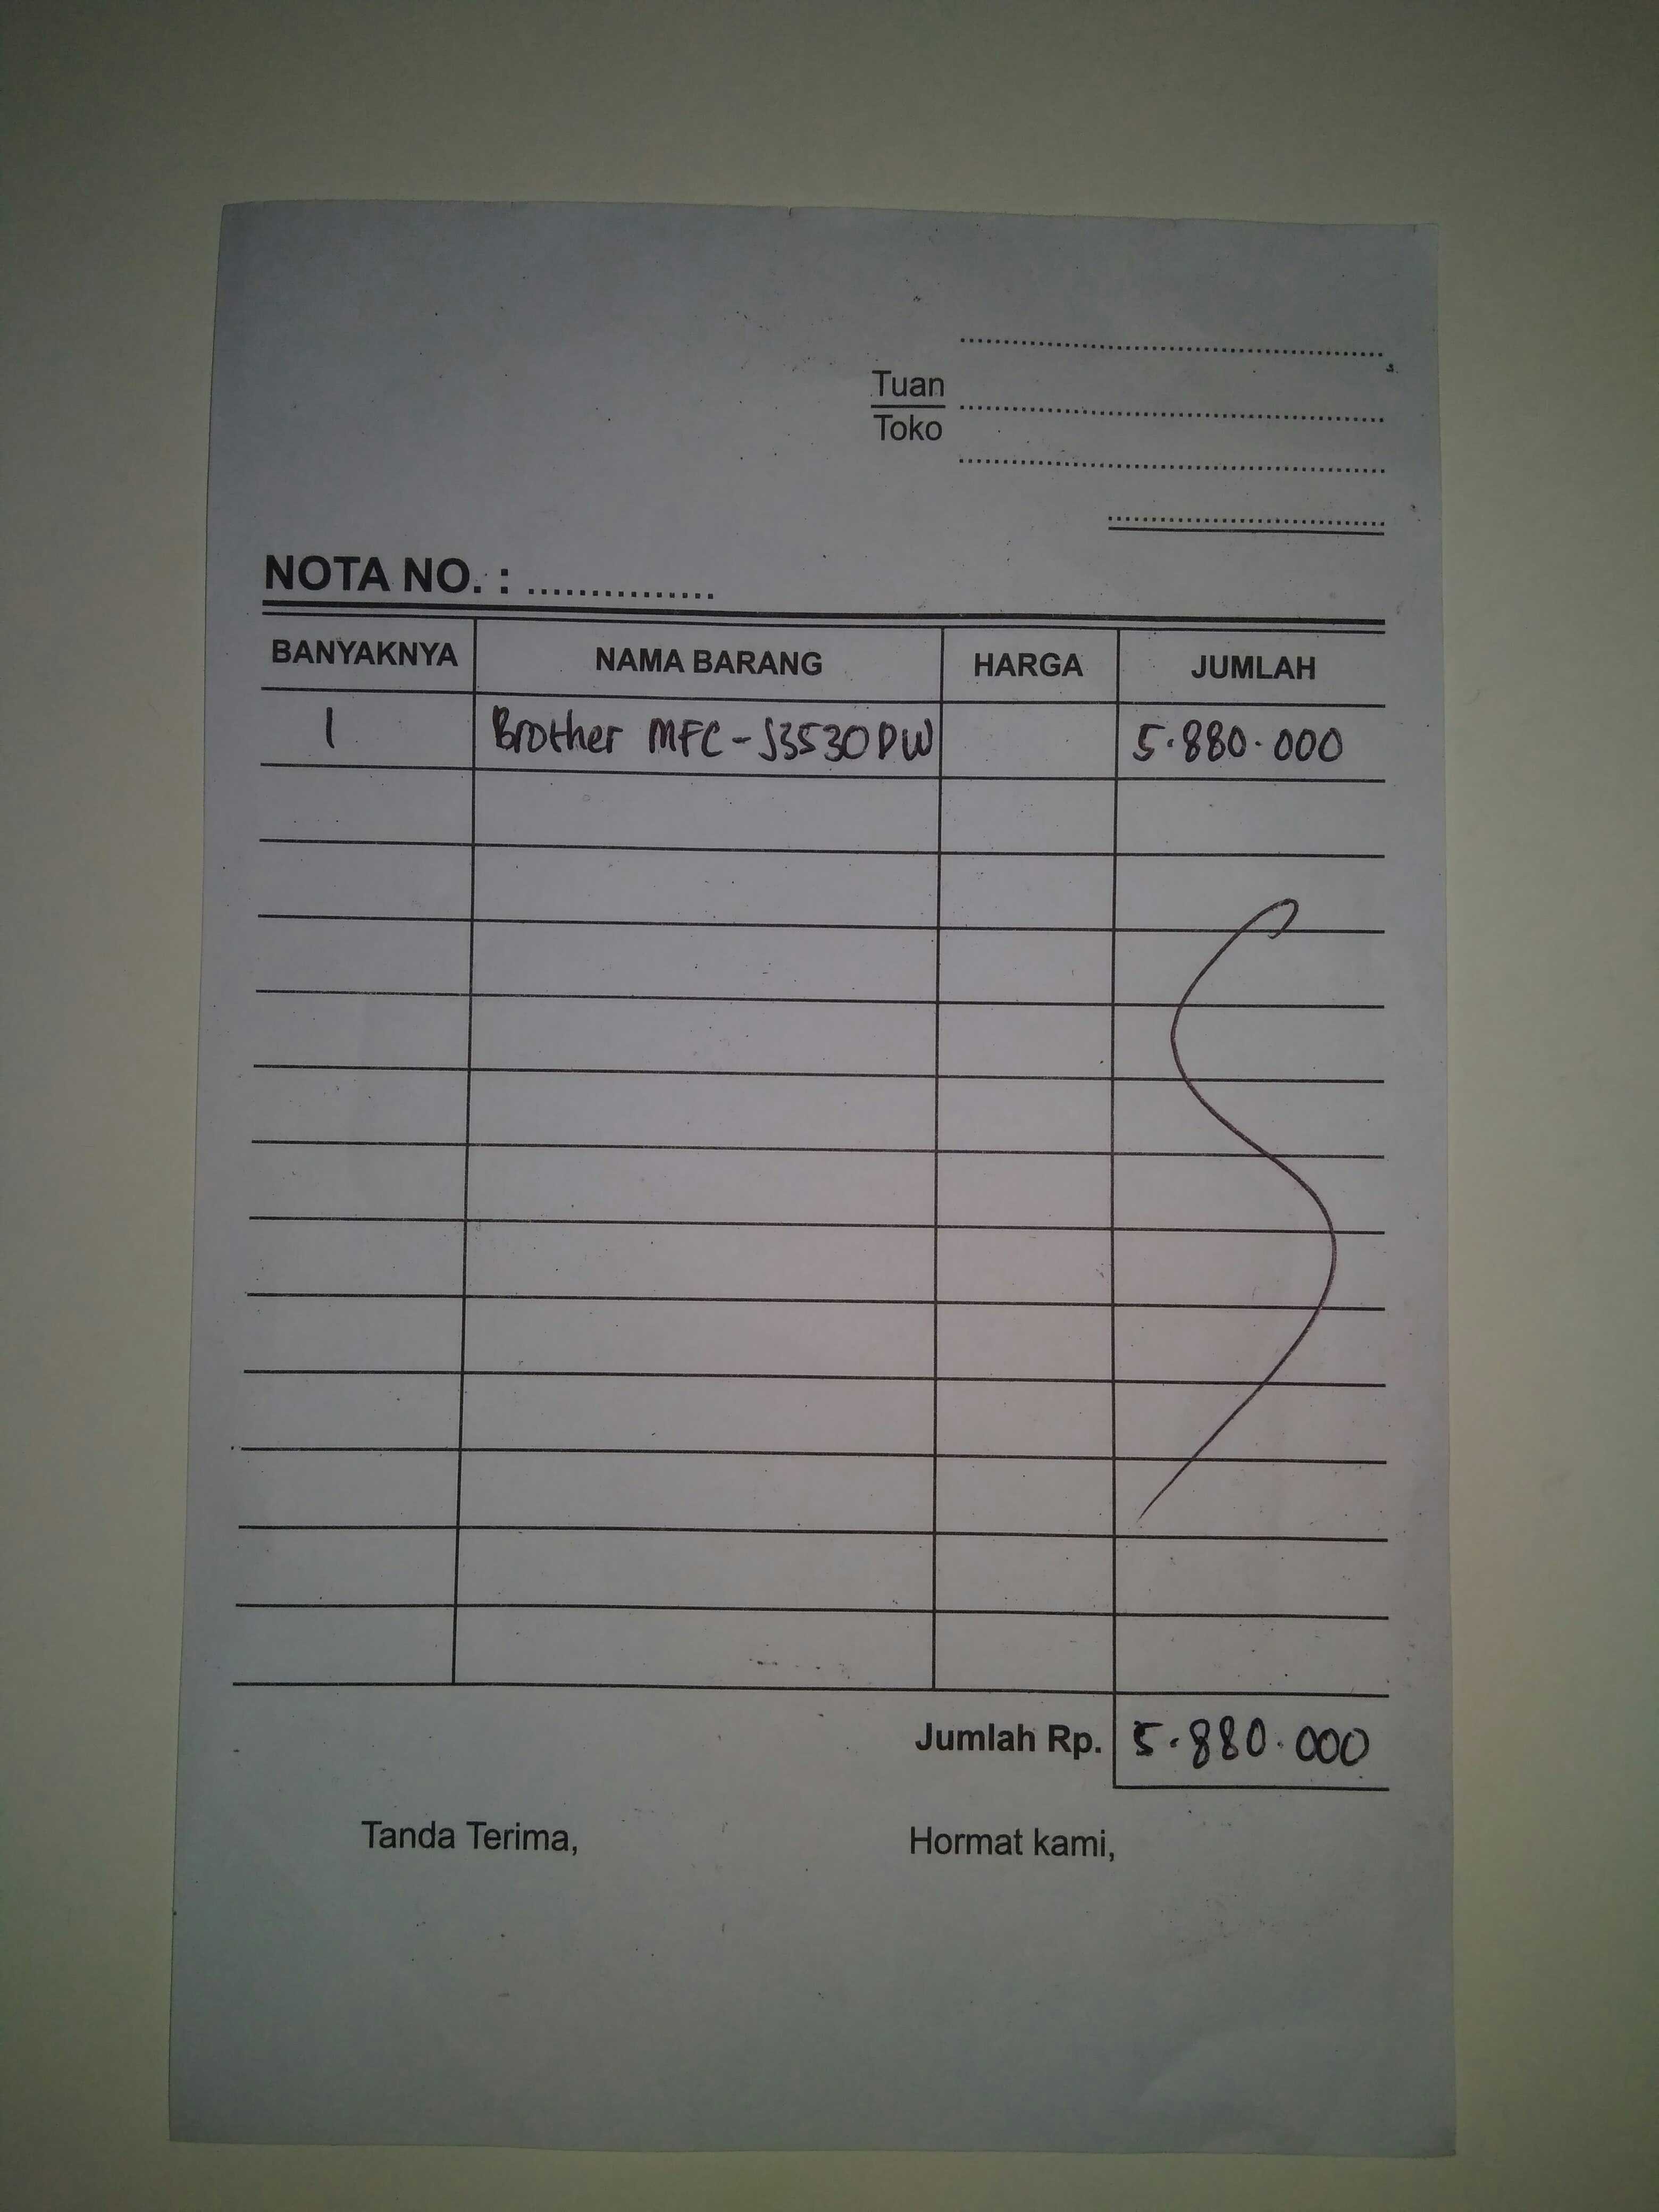 Tuan
Toko
NOTA NO. : ...............
BANYAKNYA NAMA BARANG HARGA JUMLAH
1 Brother MFC-J3530DW 5.880.000
Jumlah Rp. 5.880.000
Tanda Terima, Hormat kami,